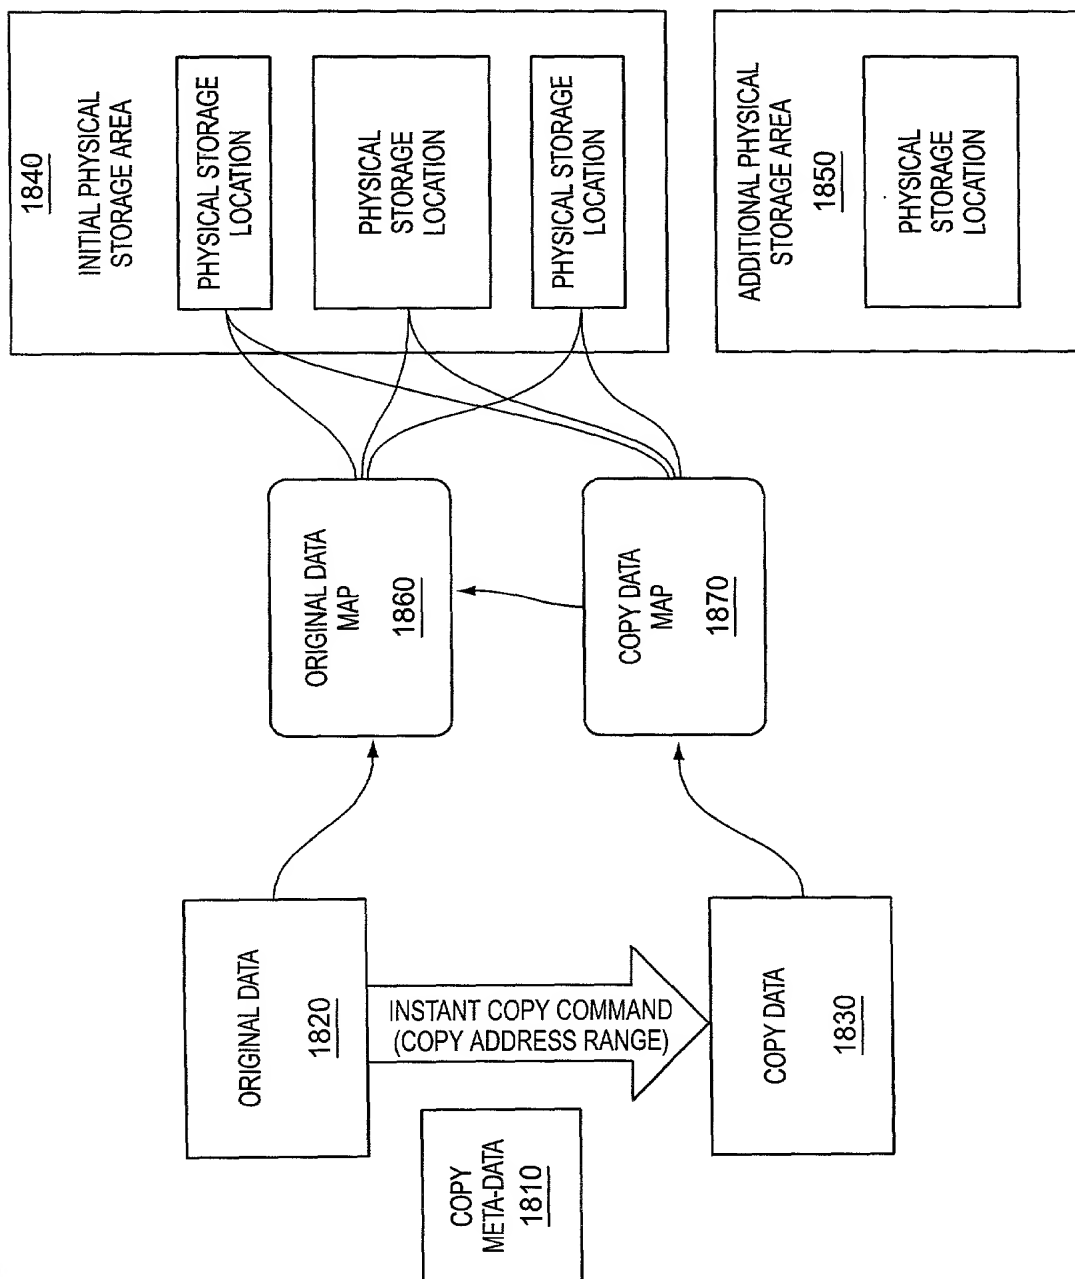 COPY
META-DATA
1810
ORIGINAL DATA
1820
INSTANT COPY COMMAND
(COPY ADDRESS RANGE)
COPY DATA
1830
ORIGINAL DATA
MAP
1860
COPY DATA
MAP
1870
1840
INITIAL PHYSICAL
STORAGE AREA
PHYSICAL STORAGE
LOCATION
PHYSICAL
STORAGE
LOCATION
PHYSICAL STORAGE
LOCATION
ADDITIONAL PHYSICAL
STORAGE AREA
1850
PHYSICAL
STORAGE
LOCATION